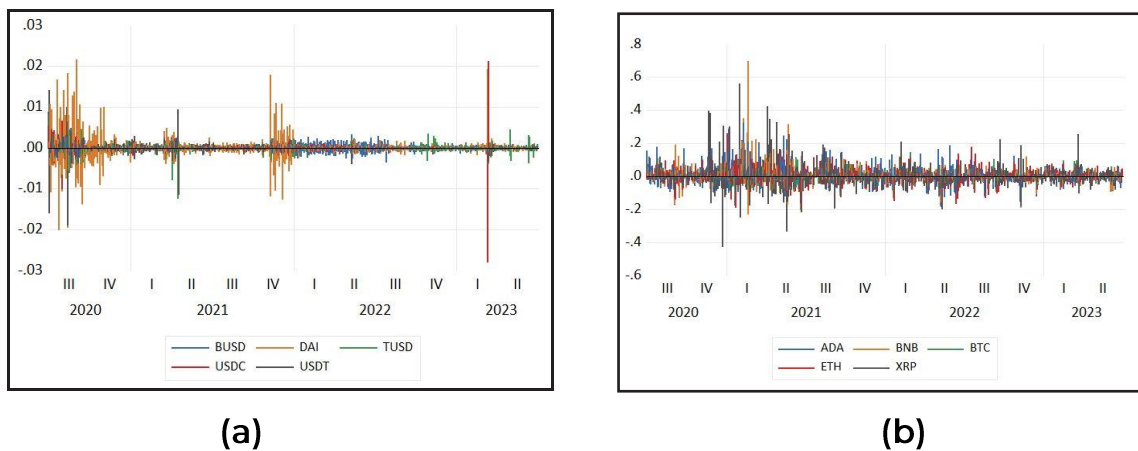 .03
.02
.01
.00
-.01
-.02
-.03
III IV I II III IV I II III IV I II
2020 2021 2022 2023
BUSD DAI TUSD
USDC USDT
(a)
.8
.6
.4
.2
.0
-.2
-.4
-.6
III IV I II III IV I II III IV I II
2020 2021 2022 2023
ADA BNB BTC
ETH XRP
(b)